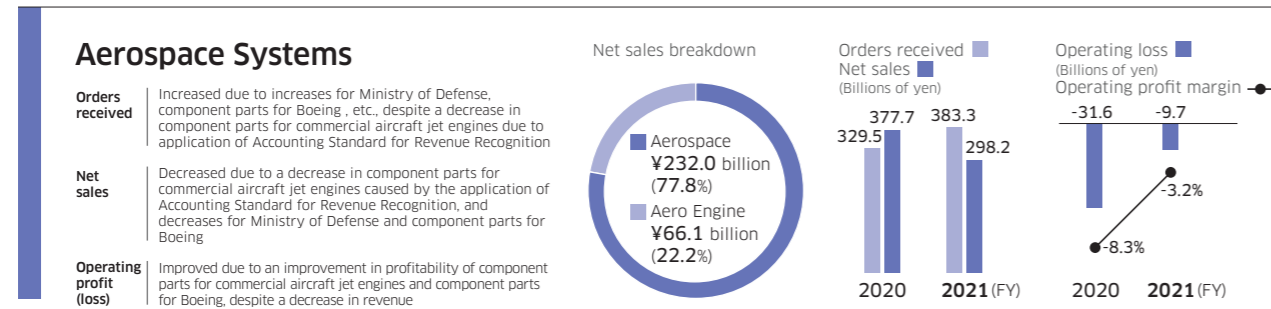 Aerospace Systems
Orders
received
Increased due to increases for Ministry of Defense,
component parts for Boeing , etc., despite a decrease in
component parts for commercial aircraft jet engines due to
application of Accounting Standard for Revenue Recognition
Net
sales
Decreased due to a decrease in component parts for
commercial aircraft jet engines caused by the application of
Accounting Standard for Revenue Recognition, and
decreases for Ministry of Defense and component parts for
Boeing
Operating
profit
(loss)
Improved due to an improvement in profitability of component
parts for commercial aircraft jet engines and component parts
for Boeing, despite a decrease in revenue
Net sales breakdown
Aerospace
¥232.0 billion
(77.8%)
Aero Engine
¥66.1 billion
(22.2%)
Orders received
Net sales
(Billions of yen)
329.5
377.7
383.3
298.2
2020
2021 (FY)
Operating loss
(Billions of yen)
Operating profit margin
-31.6
-9.7
-8.3%
-3.2%
2020
2021 (FY)